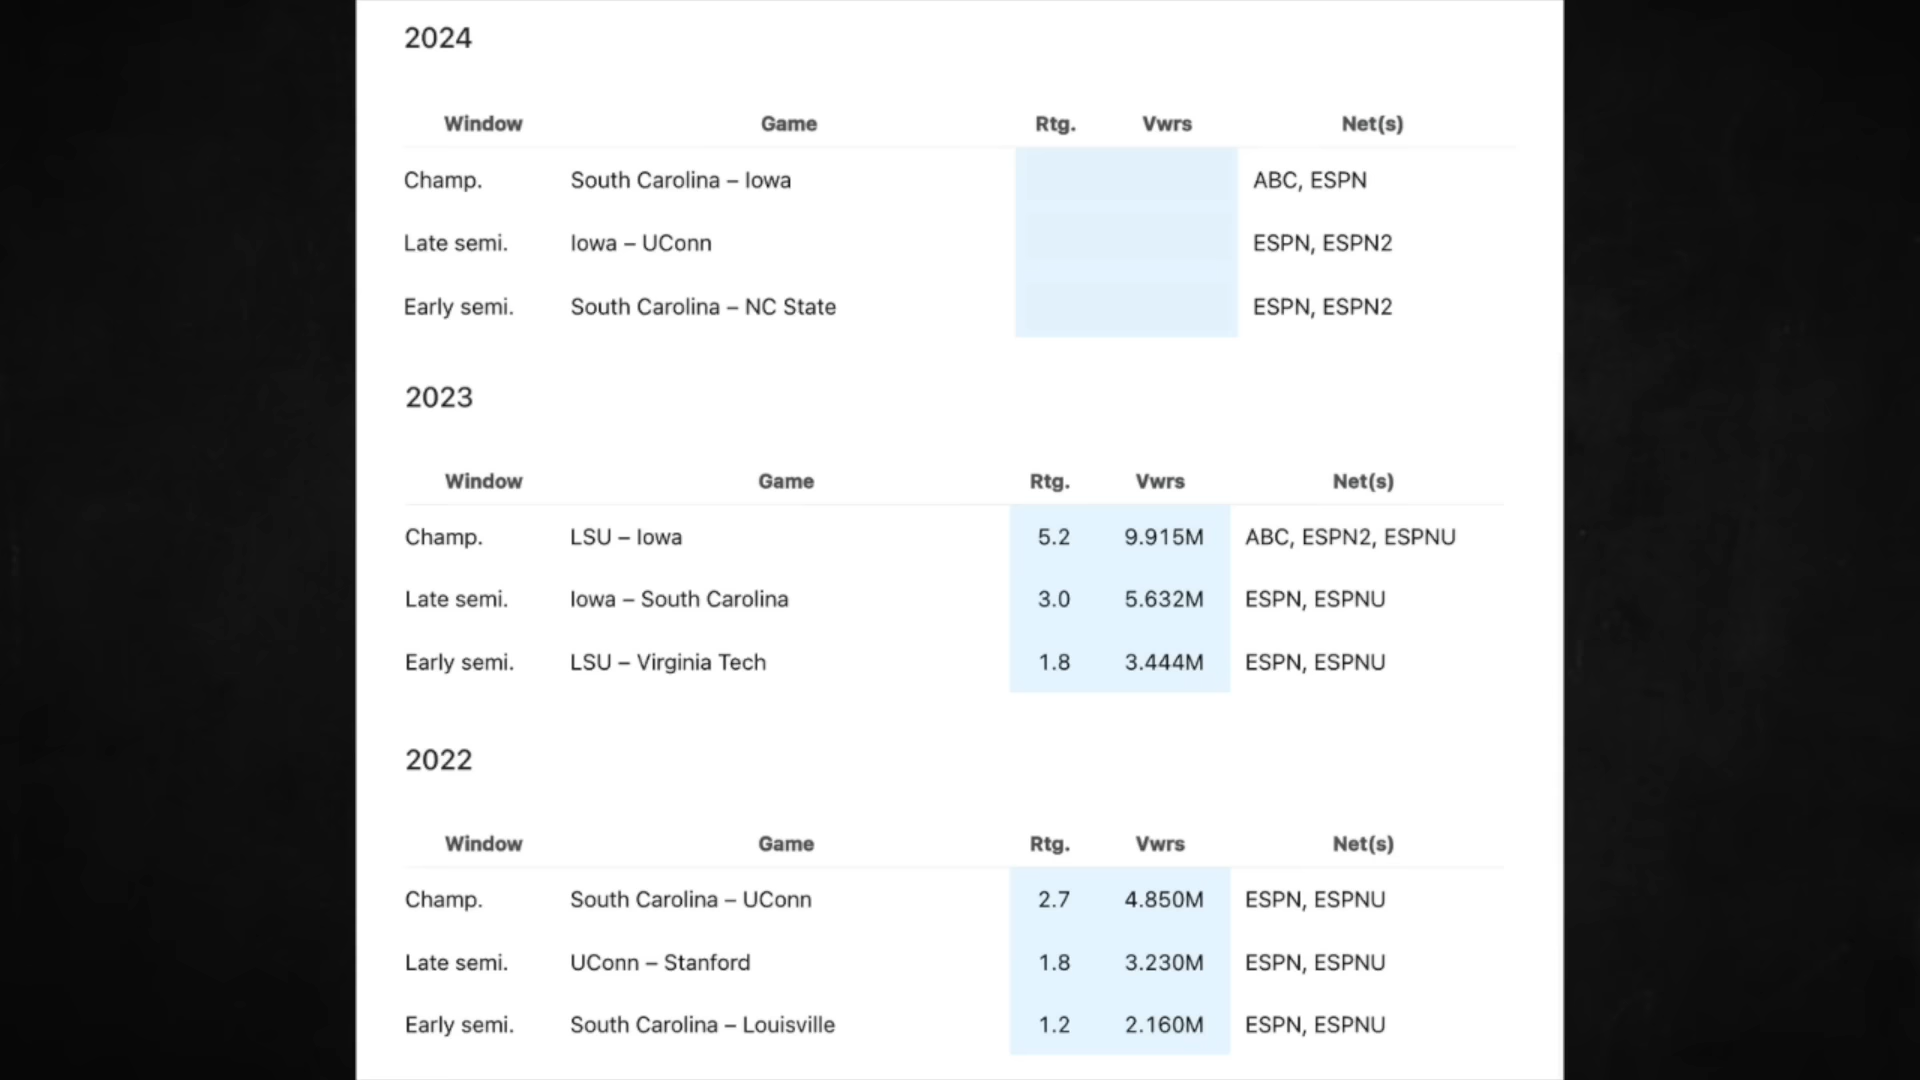 2024
Window Game Rtg. Vwrs Net(s)
Champ. South Carolina – Iowa ABC, ESPN
Late semi. Iowa – UConn ESPN, ESPN2
Early semi. South Carolina – NC State ESPN, ESPN2
2023
Window Game Rtg. Vwrs Net(s)
Champ. LSU – Iowa 5.2 9.915M ABC, ESPN2, ESPNU
Late semi. Iowa – South Carolina 3.0 5.632M ESPN, ESPNU
Early semi. LSU – Virginia Tech 1.8 3.444M ESPN, ESPNU
2022
Window Game Rtg. Vwrs Net(s)
Champ. South Carolina – UConn 2.7 4.850M ESPN, ESPNU
Late semi. UConn – Stanford 1.8 3.230M ESPN, ESPNU
Early semi. South Carolina – Louisville 1.2 2.160M ESPN, ESPNU